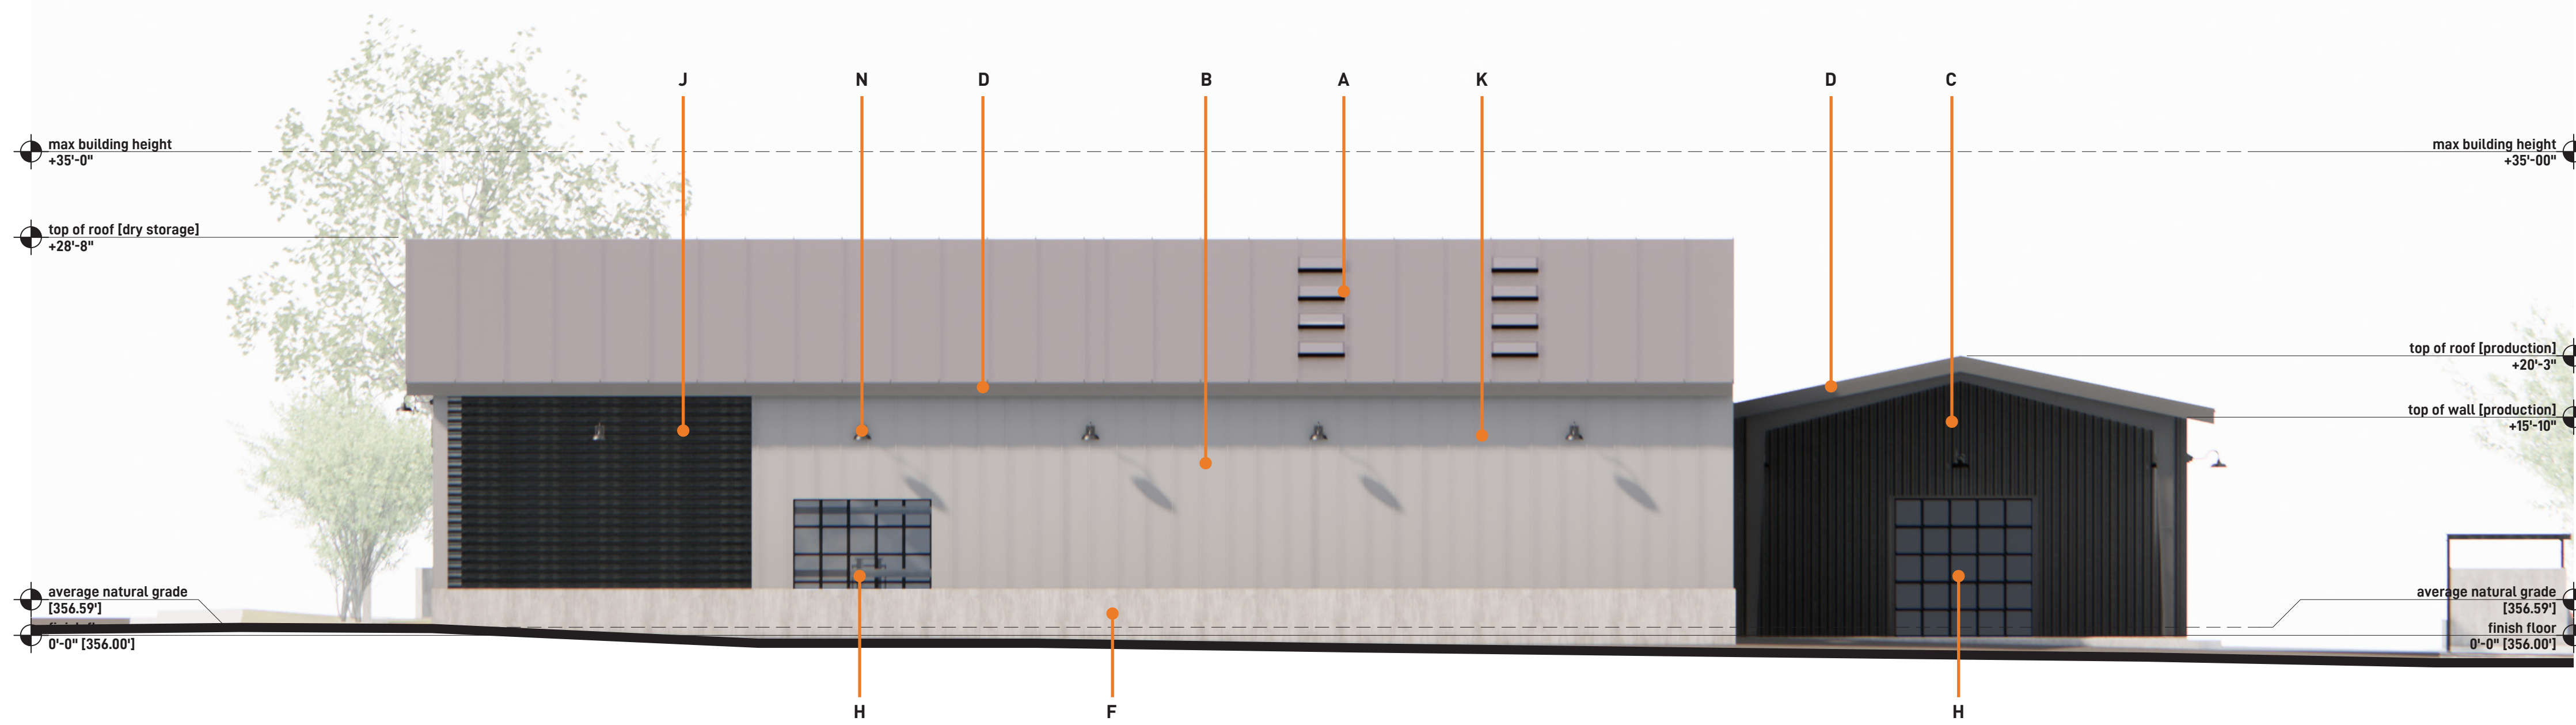 J N D B A K D C
max building height
+35'-0"
max building height
+35'-00"
top of roof [dry storage]
+28'-8"
top of roof [production]
+20'-3"
top of wall [production]
+15'-10"
average natural grade
[356.59']
average natural grade
[356.59']
finish floor
0'-0" [356.00']
0'-0" [356.00']
H F H